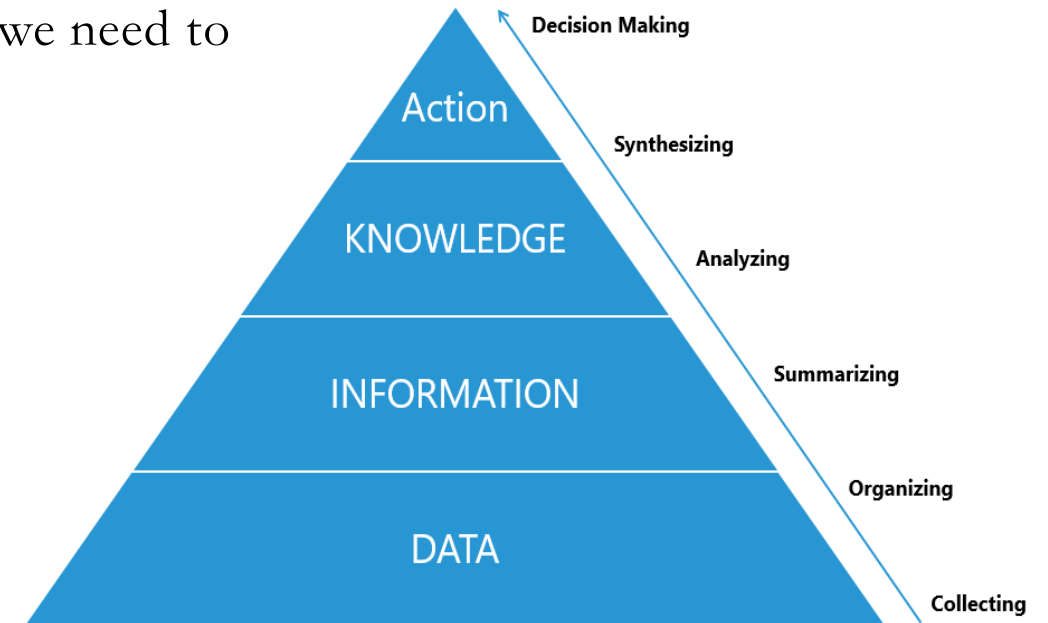 we need to
Decision Making
Action
Synthesizing
KNOWLEDGE
Analyzing
Summarizing
INFORMATION
Organizing
DATA
Collecting